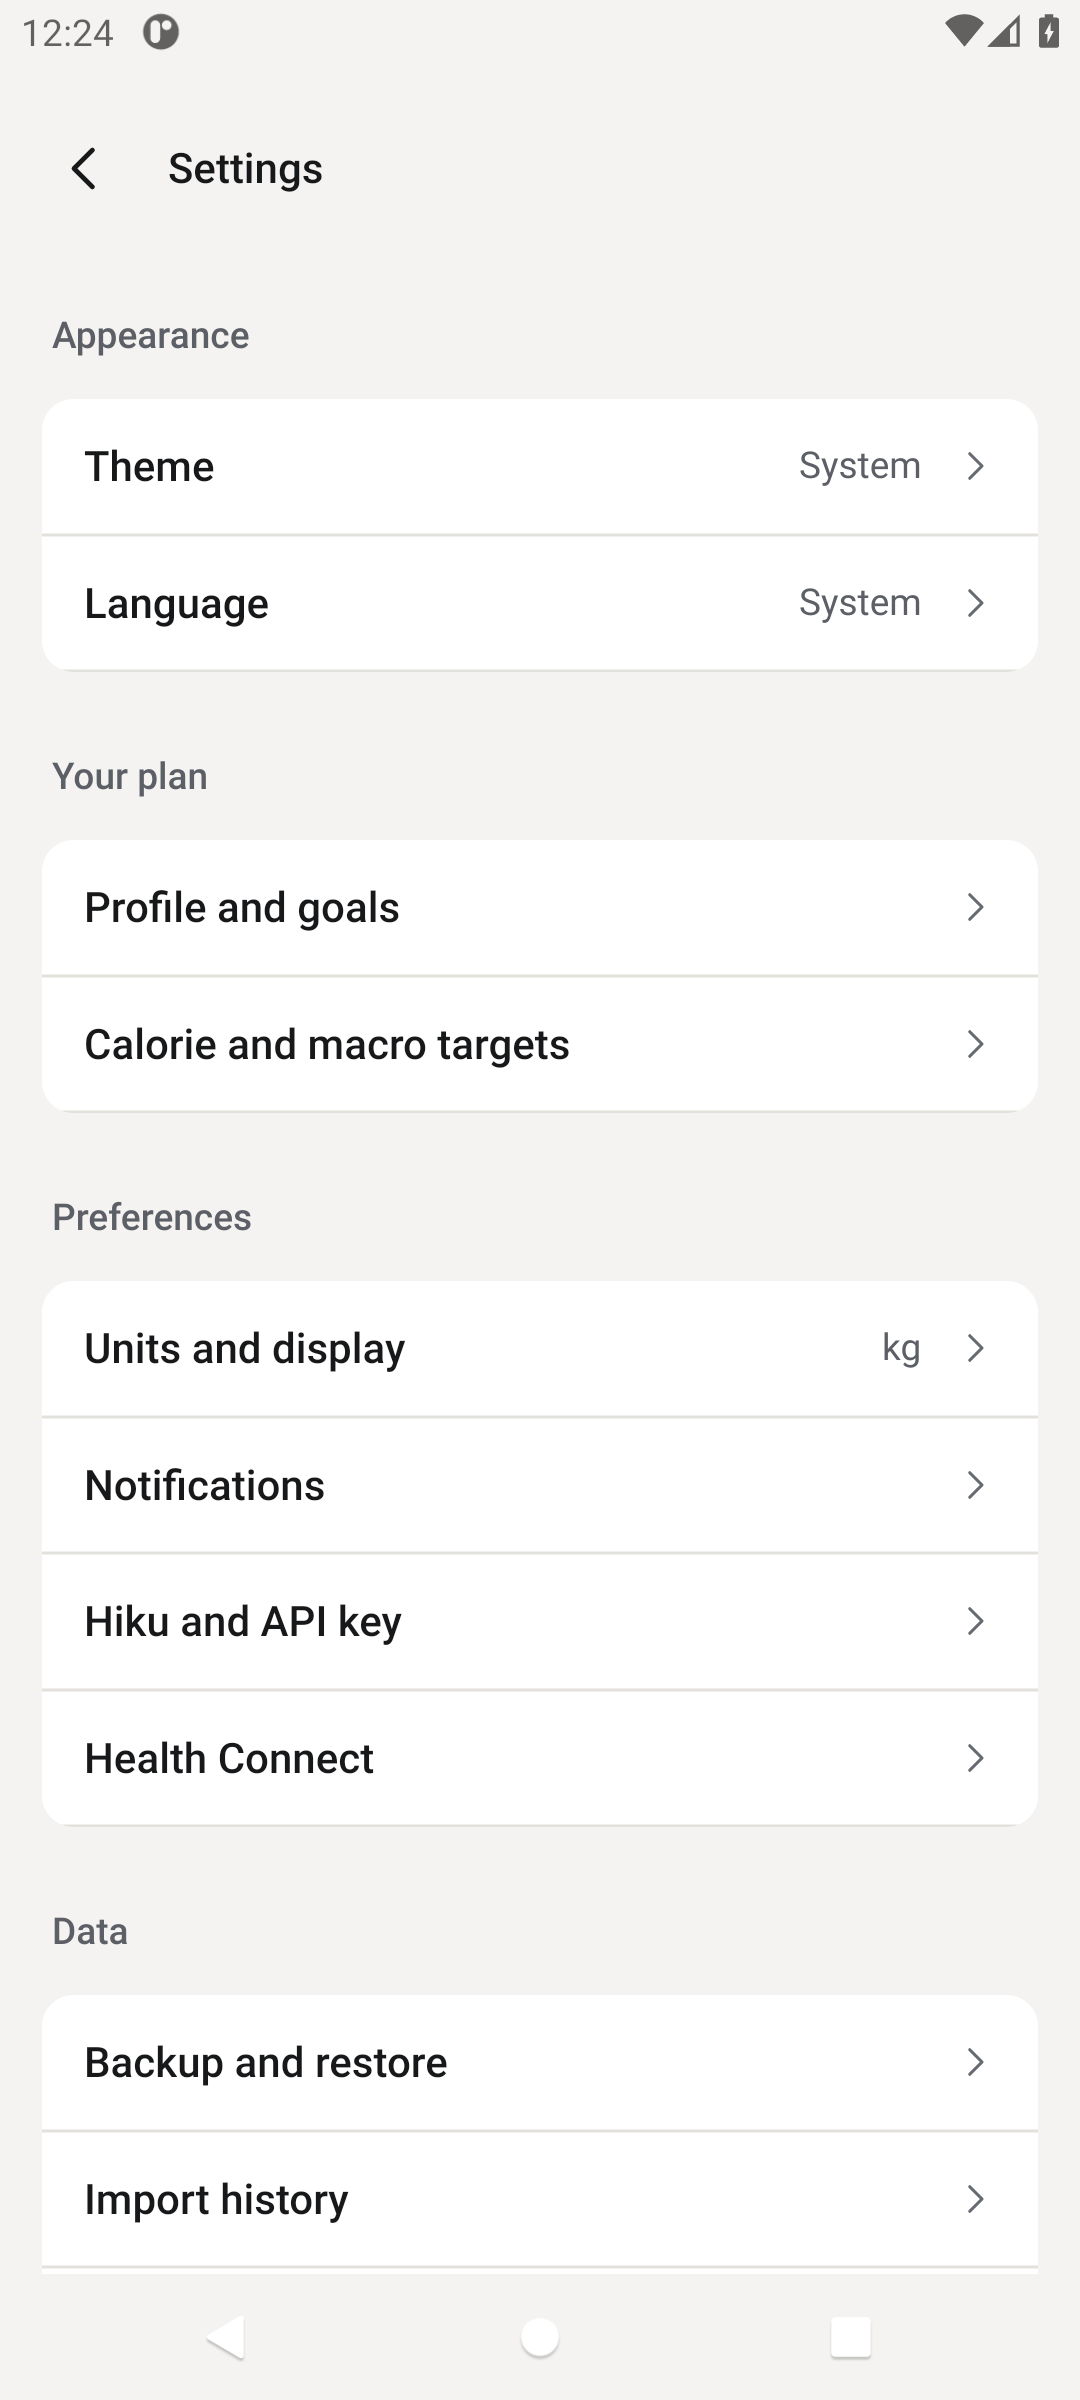 12:24
Settings
Appearance
Theme System
Language System
Your plan
Profile and goals
Calorie and macro targets
Preferences
Units and display kg
Notifications
Hiku and API key
Health Connect
Data
Backup and restore
Import history